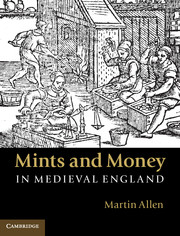 Mints and Money
IN MEDIEVAL ENGLAND
CAMBRIDGE
Martin Allen